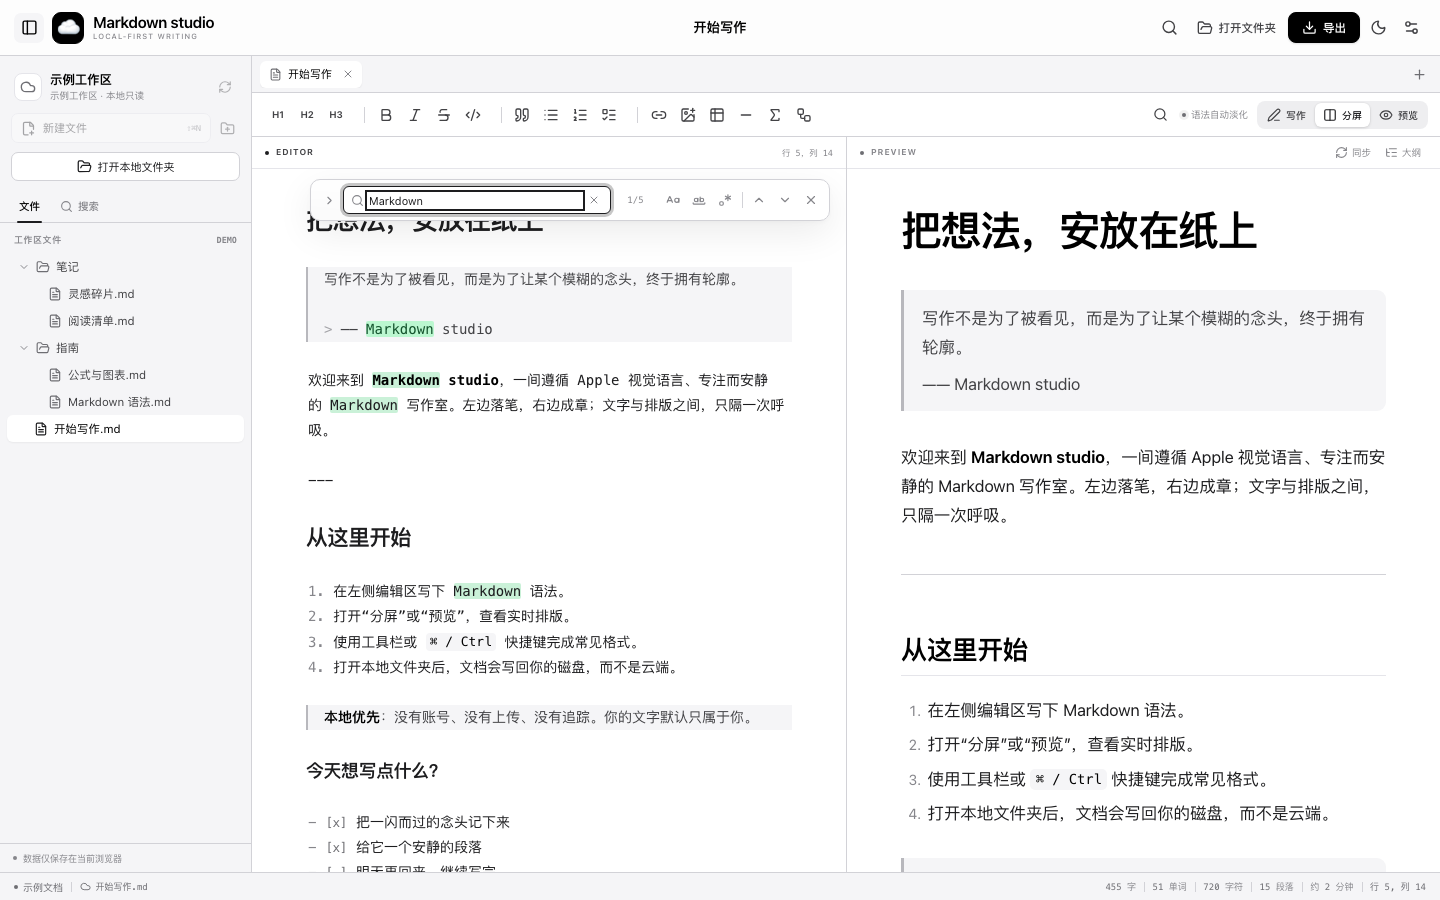 Markdown studio
LOCAL-FIRST WRITING
开始写作
打开文件夹
导出
示例工作区
示例工作区 · 本地只读
新建文件
打开本地文件夹
文件
搜索
工作区文件
DEMO
笔记
灵感碎片.md
阅读清单.md
指南
公式与图表.md
Markdown 语法.md
开始写作.md
数据仅保存在当前浏览器
开始写作
H1 H2 H3
语法自动淡化
写作
分屏
预览
EDITOR
行 5, 列 14
Markdown
1/5
Aa
ab
把想法，安放在纸上
写作不是为了被看见，而是为了让某个模糊的念头，终于拥有轮廓。
> —— Markdown studio
欢迎来到 Markdown studio，一间遵循 Apple 视觉语言、专注而安静
的 Markdown 写作室。左边落笔，右边成章；文字与排版之间，只隔一次呼
吸。
---
从这里开始
1. 在左侧编辑区写下 Markdown 语法。
2. 打开“分屏”或“预览”，查看实时排版。
3. 使用工具栏或 ⌘ / Ctrl 快捷键完成常见格式。
4. 打开本地文件夹后，文档会写回你的磁盘，而不是云端。
本地优先：没有账号、没有上传、没有追踪。你的文字默认只属于你。
今天想写点什么？
- [x] 把一闪而过的念头记下来
- [x] 给它一个安静的段落
PREVIEW
同步
大纲
把想法，安放在纸上
写作不是为了被看见，而是为了让某个模糊的念头，终于拥有
轮廓。
—— Markdown studio
欢迎来到 Markdown studio，一间遵循 Apple 视觉语言、专注而安
静的 Markdown 写作室。左边落笔，右边成章；文字与排版之间，
只隔一次呼吸。
从这里开始
1. 在左侧编辑区写下 Markdown 语法。
2. 打开“分屏”或“预览”，查看实时排版。
3. 使用工具栏或 ⌘ / Ctrl 快捷键完成常见格式。
4. 打开本地文件夹后，文档会写回你的磁盘，而不是云端。
示例文档
开始写作.md
455 字
51 单词
720 字符
15 段落
约 2 分钟
行 5, 列 14